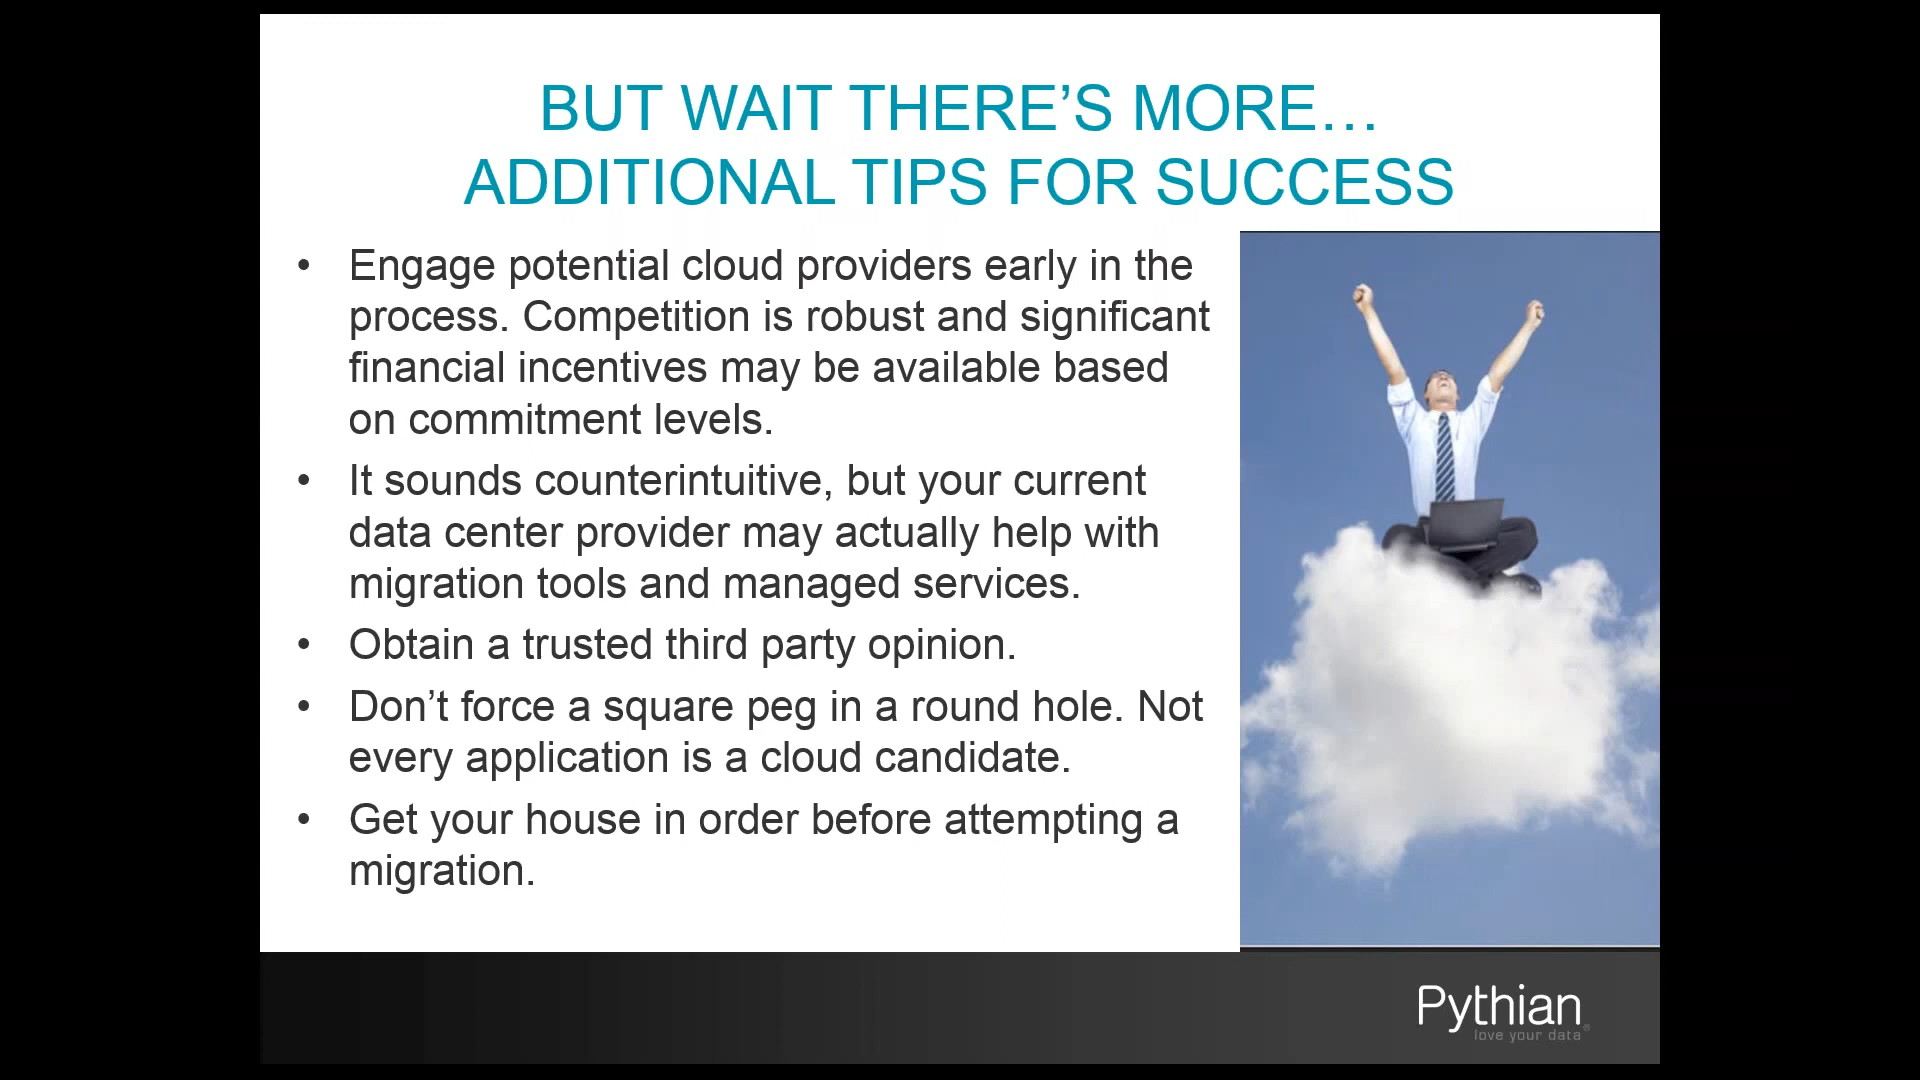 BUT WAIT THERE’S MORE…
ADDITIONAL TIPS FOR SUCCESS
• Engage potential cloud providers early in the
process. Competition is robust and significant
financial incentives may be available based
on commitment levels.
• It sounds counterintuitive, but your current
data center provider may actually help with
migration tools and managed services.
• Obtain a trusted third party opinion.
• Don’t force a square peg in a round hole. Not
every application is a cloud candidate.
• Get your house in order before attempting a
migration.
Pythian
love your data®